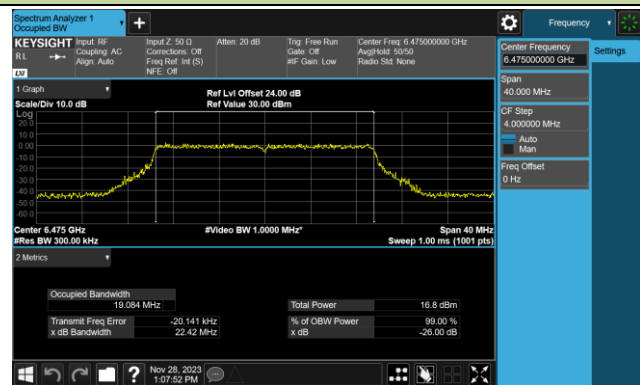 Spectrum Analyzer 1
Occupied BW
+
Frequency
KEYSIGHT
RL
LXI
Input: RF
Coupling: AC
Align: Auto
Input Z: 50 Ω
Corrections: Off
Freq Ref: Int (S)
NFE: Off
Atten: 20 dB
Trig: Free Run
Gate: Off
#IF Gain: Low
Center Freq: 6.475000000 GHz
Avg|Hold: 50/50
Radio Std: None
Center Frequency
6.475000000 GHz
Settings
Span
40.000 MHz
CF Step
4.000000 MHz
Auto
Man
Freq Offset
0 Hz
1 Graph
Scale/Div 10.0 dB
Ref Lvl Offset 24.00 dB
Ref Value 30.00 dBm
Log
20.0
10.0
0.00
-10.0
-20.0
-30.0
-40.0
-50.0
-60.0
Center 6.475 GHz
#Video BW 1.0000 MHz*
Span 40 MHz
#Res BW 300.00 kHz
Sweep 1.00 ms (1001 pts)
2 Metrics
Occupied Bandwidth
19.084 MHz
Total Power 16.8 dBm
Transmit Freq Error -20.141 kHz
% of OBW Power 99.00 %
x dB Bandwidth 22.42 MHz
x dB -26.00 dB
?
Nov 28, 2023
1:07:52 PM